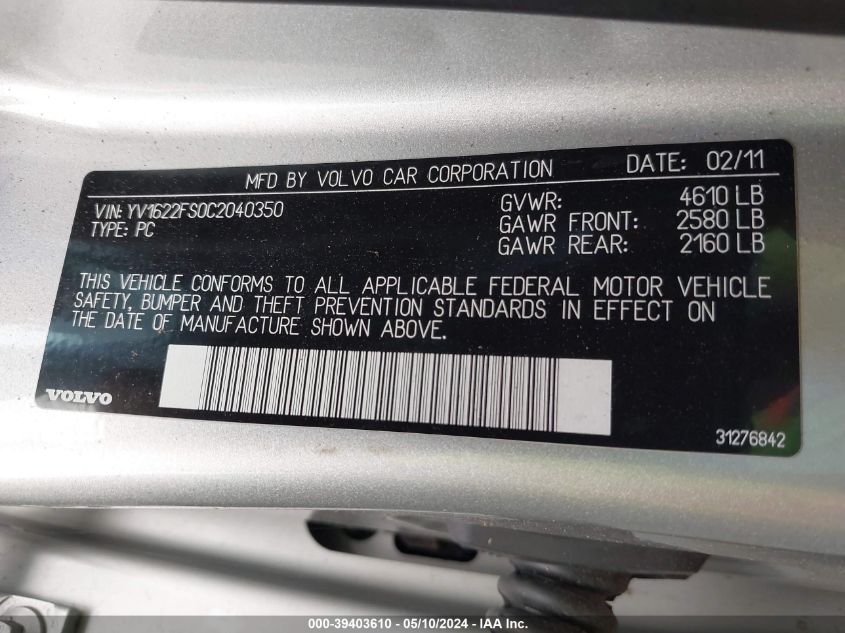 MFD BY VOLVO CAR CORPORATION DATE: 02/11
VIN: YV1622FS0C2040350
TYPE: PC
GVWR: 4610 LB
GAWR FRONT: 2580 LB
GAWR REAR: 2160 LB
THIS VEHICLE CONFORMS TO ALL APPLICABLE FEDERAL MOTOR VEHICLE
SAFETY, BUMPER AND THEFT PREVENTION STANDARDS IN EFFECT ON
THE DATE OF MANUFACTURE SHOWN ABOVE.
VOLVO
31276842
000-39403610 - 05/10/2024 - IAA Inc.